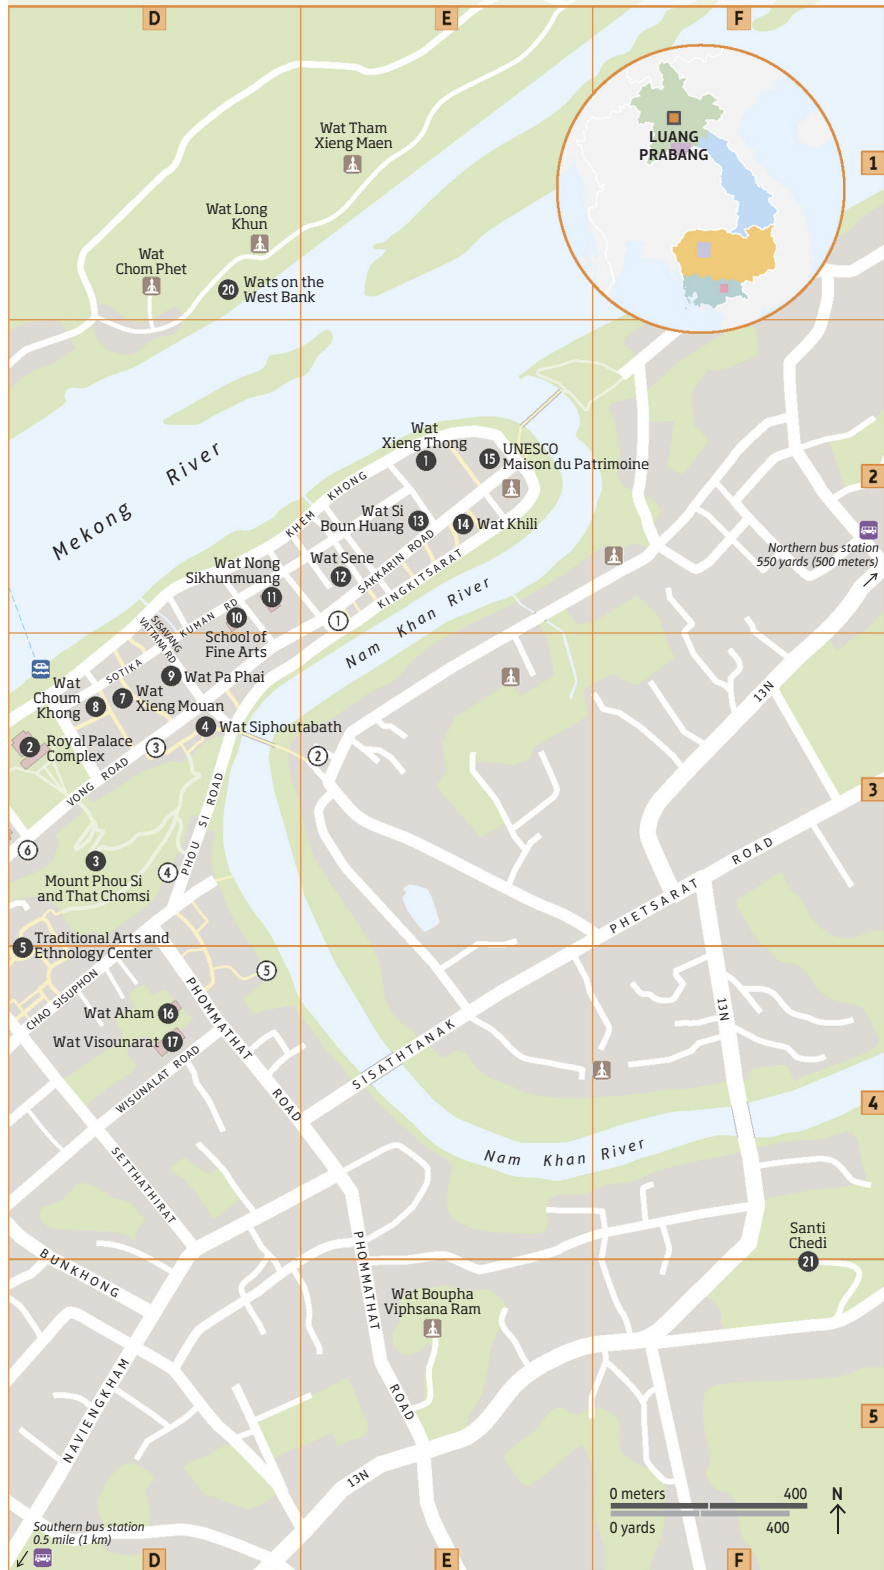 D
E
F
1
LUANG
PRABANG
Wat Tham
Xieng Maen
Wat Long
Khun
Wat
Chom Phet
20
Wats on the
West Bank
Mekong River
Wat
Xieng Thong
1
15
UNESCO
Maison du Patrimoine
2
KHEM KHONG
Wat Si
Boun Huang
13
14
Wat Khili
SAKKARIN ROAD
KINGKITSARAT
Northern bus station
550 yards (500 meters)
Wat Nong
Sikhunmuang
11
Wat Sene
12
1
Nam Khan River
KUMAN RD
SISAVANG
VATTANA RD
10
School of
Fine Arts
SOTIKA
9
Wat Pa Phai
Wat
Choum
Khong
8
7
Wat
Xieng Mouan
4
Wat Siphoutabath
13N
2
Royal Palace
Complex
3
2
VONG ROAD
PHOU SI ROAD
3
6
3
Mount Phou Si
and That Chomsi
4
PHETSARAT ROAD
5
Traditional Arts and
Ethnology Center
5
CHAO SISUPHON
Wat Aham
16
Wat Visounarat
17
PHOMMATHAT
ROAD
13N
SISATHTANAK
WISUNALAT ROAD
4
SETTHATHIRAT
Nam Khan River
Santi
Chedi
21
BUNKHONG
PHOMMATHAT
ROAD
Wat Boupha
Viphsana Ram
NAVIENGKHAM
5
13N
0 meters 400
0 yards 400
N
Southern bus station
0.5 mile (1 km)
D
E
F